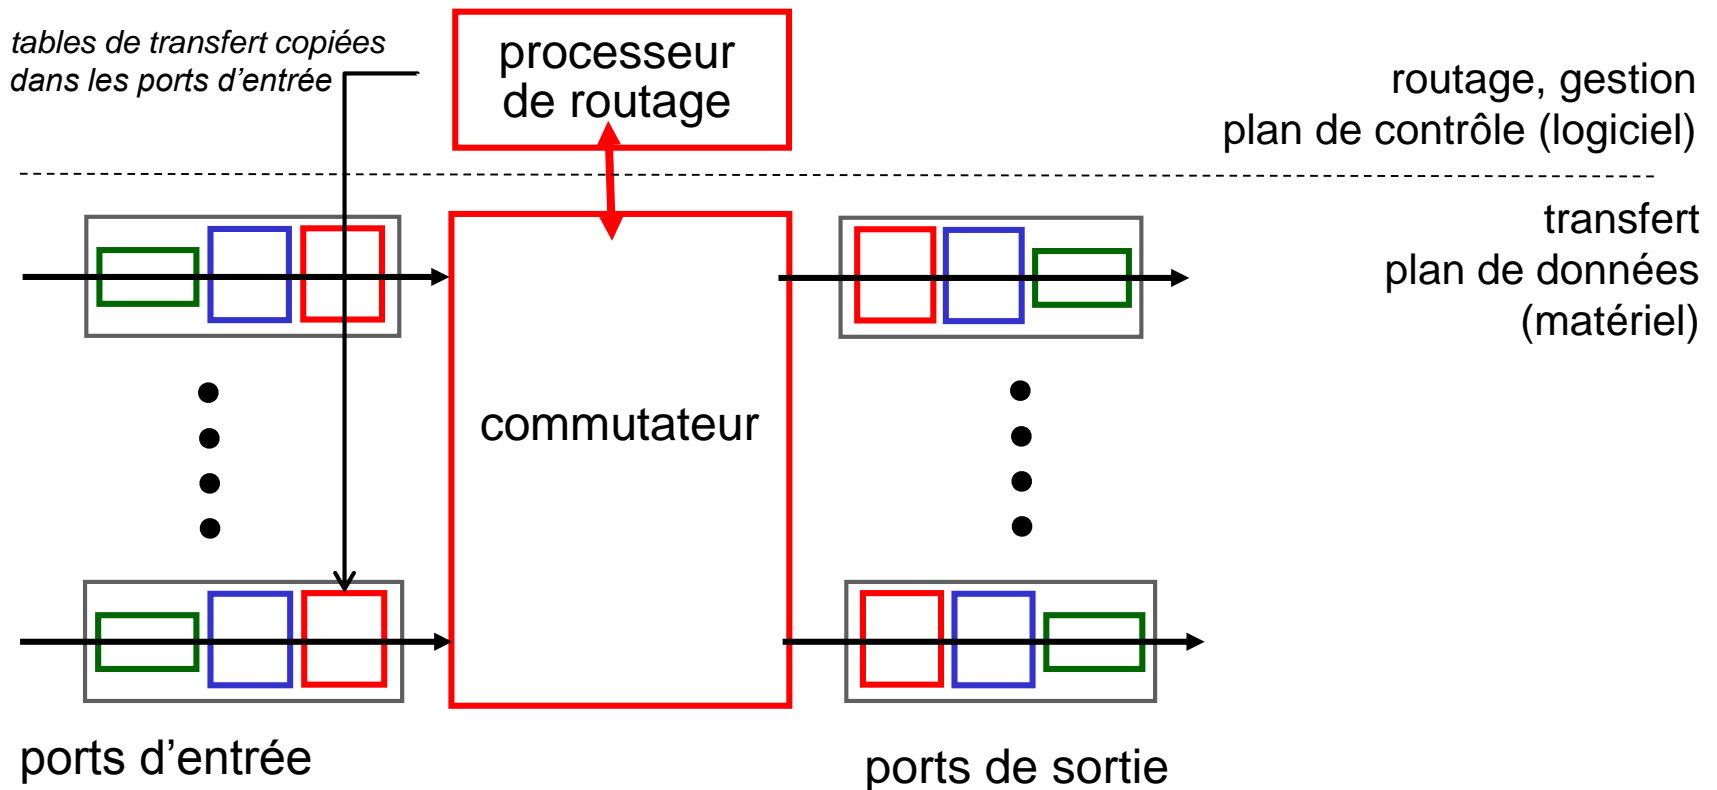 tables de transfert copiées
dans les ports d’entrée
processeur
de routage
routage, gestion
plan de contrôle (logiciel)
transfert
plan de données
(matériel)
commutateur
ports d’entrée
ports de sortie